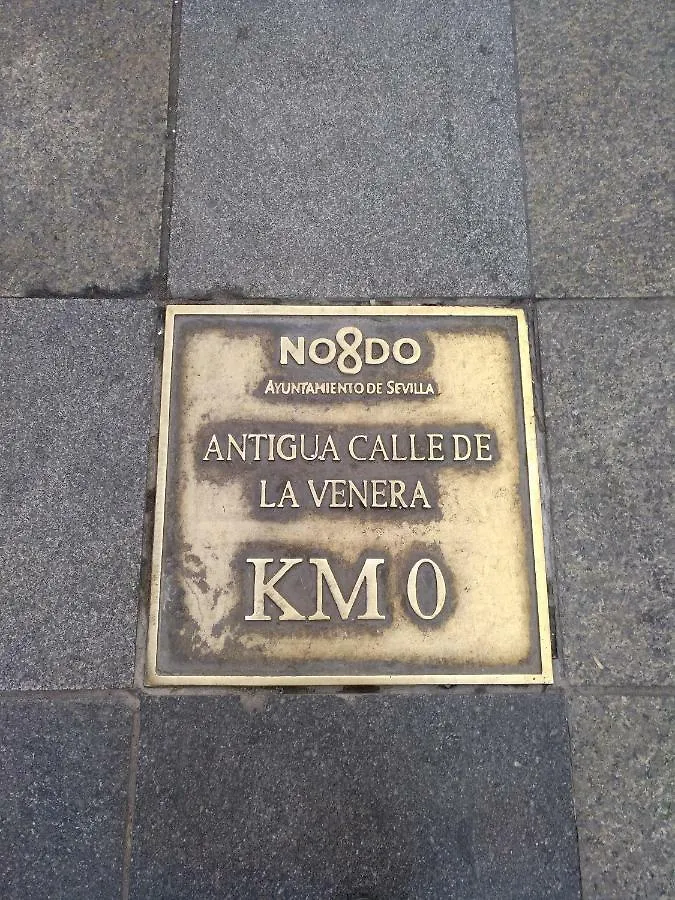 NO8DO
AYUNTAMIENTO DE SEVILLA
ANTIGUA CALLE DE
LA VENERA
KM 0